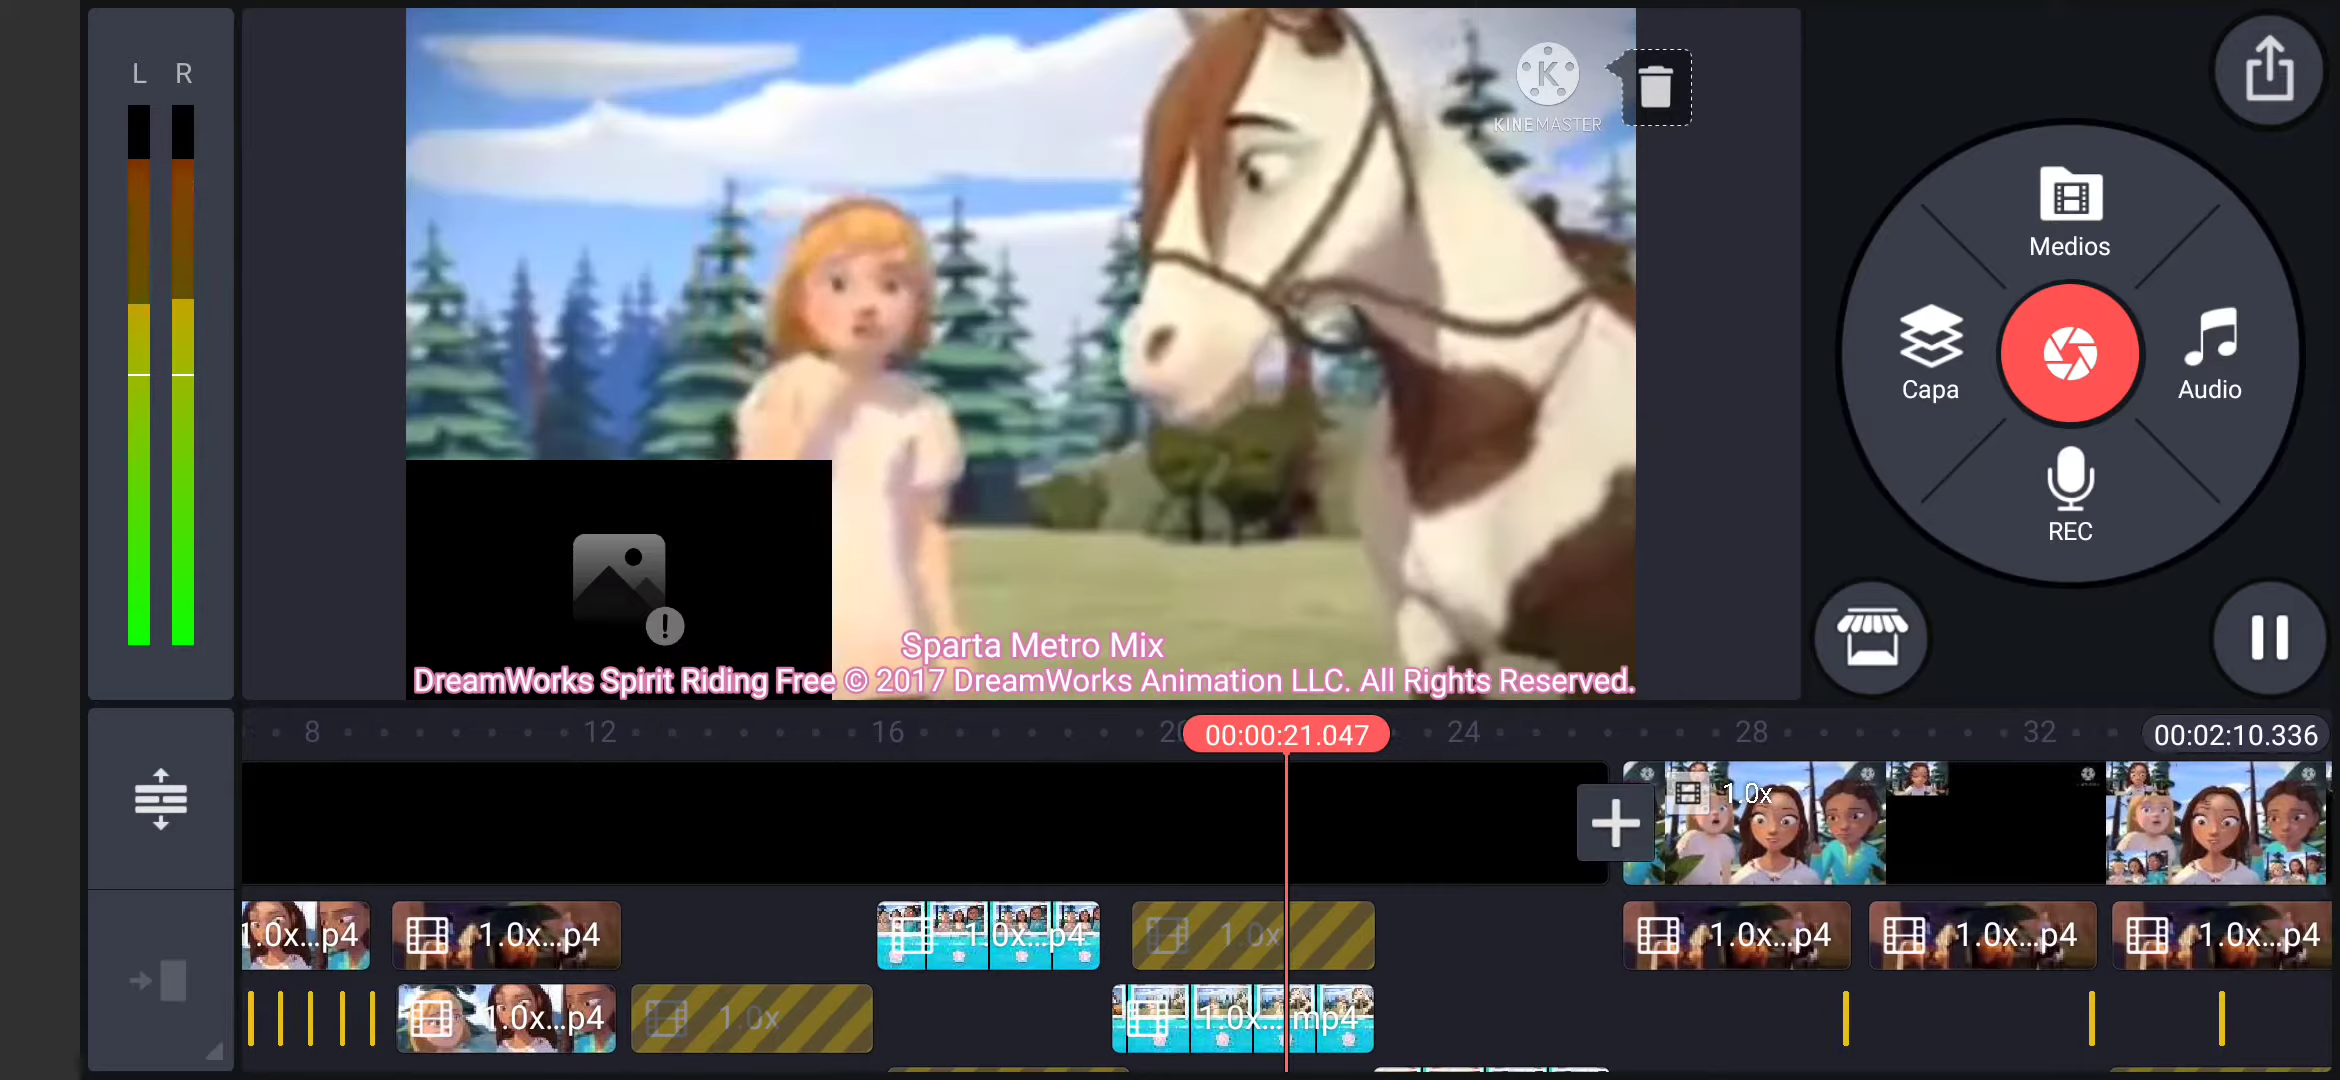 L R
KINEMASTER
Medios
Capa
Audio
REC
Sparta Metro Mix
DreamWorks Spirit Riding Free © 2017 DreamWorks Animation LLC. All Rights Reserved.
8 12 16 00:00:21.047 24 28 32 00:02:10.336
1.0x
1.0x...p4 1.0x...p4 1.0x...p4 1.0x 1.0x...p4 1.0x...p4 1.0x...p4
1.0x...p4 1.0x 1.0x....mp4